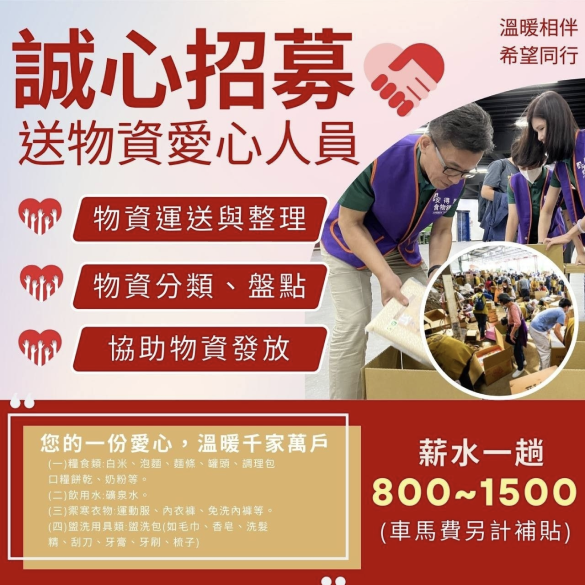 溫暖相伴
希望同行
誠心招募
送物資愛心人員
物資運送與整理
物資分類、盤點
協助物資發放
您的一份愛心，溫暖千家萬戶
(一)糧食類:白米、泡麵、麵條、罐頭、調理包
口糧餅乾、奶粉等。
(二)飲用水:礦泉水。
(三)禦寒衣物:運動服、內衣褲、免洗內褲等。
(四)盥洗用具類:盥洗包(如毛巾、香皂、洗髮
精、刮刀、牙膏、牙刷、梳子)
薪水一趟
800~1500
(車馬費另計補貼)